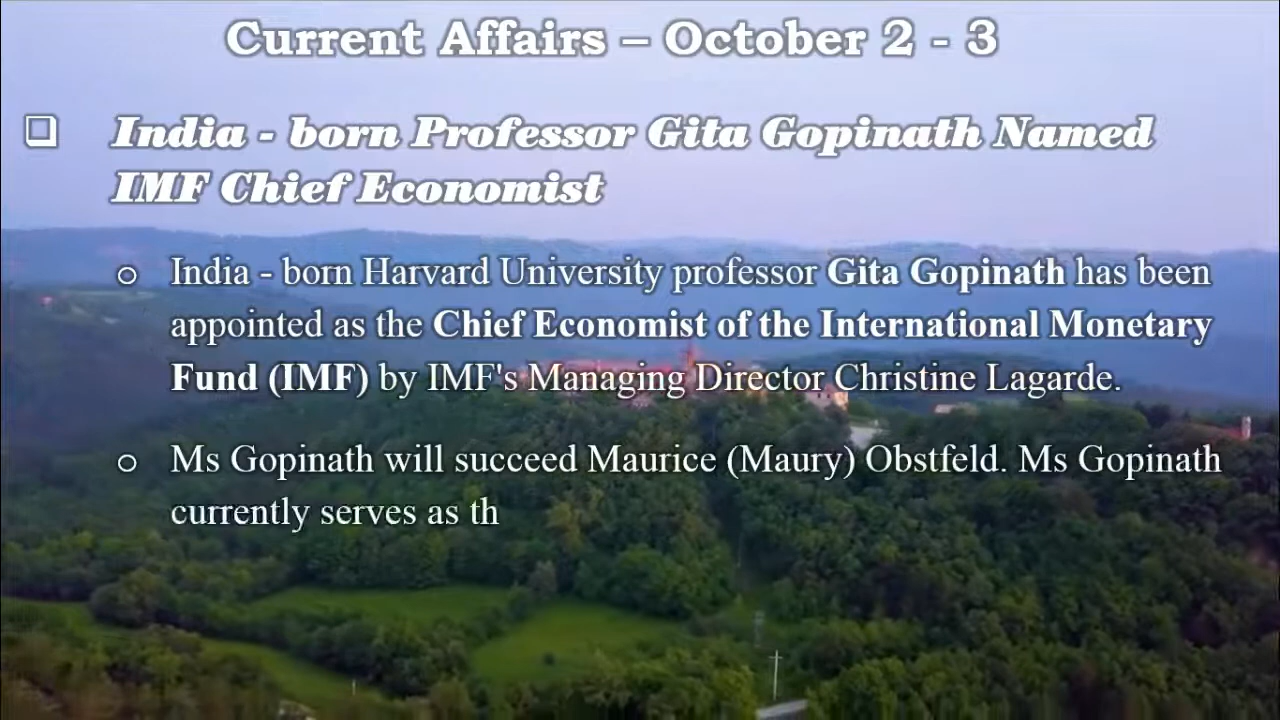 Current Affairs – October 2 - 3
India - born Professor Gita Gopinath Named
IMF Chief Economist
India - born Harvard University professor Gita Gopinath has been
appointed as the Chief Economist of the International Monetary
Fund (IMF) by IMF's Managing Director Christine Lagarde.
Ms Gopinath will succeed Maurice (Maury) Obstfeld. Ms Gopinath
currently serves as th